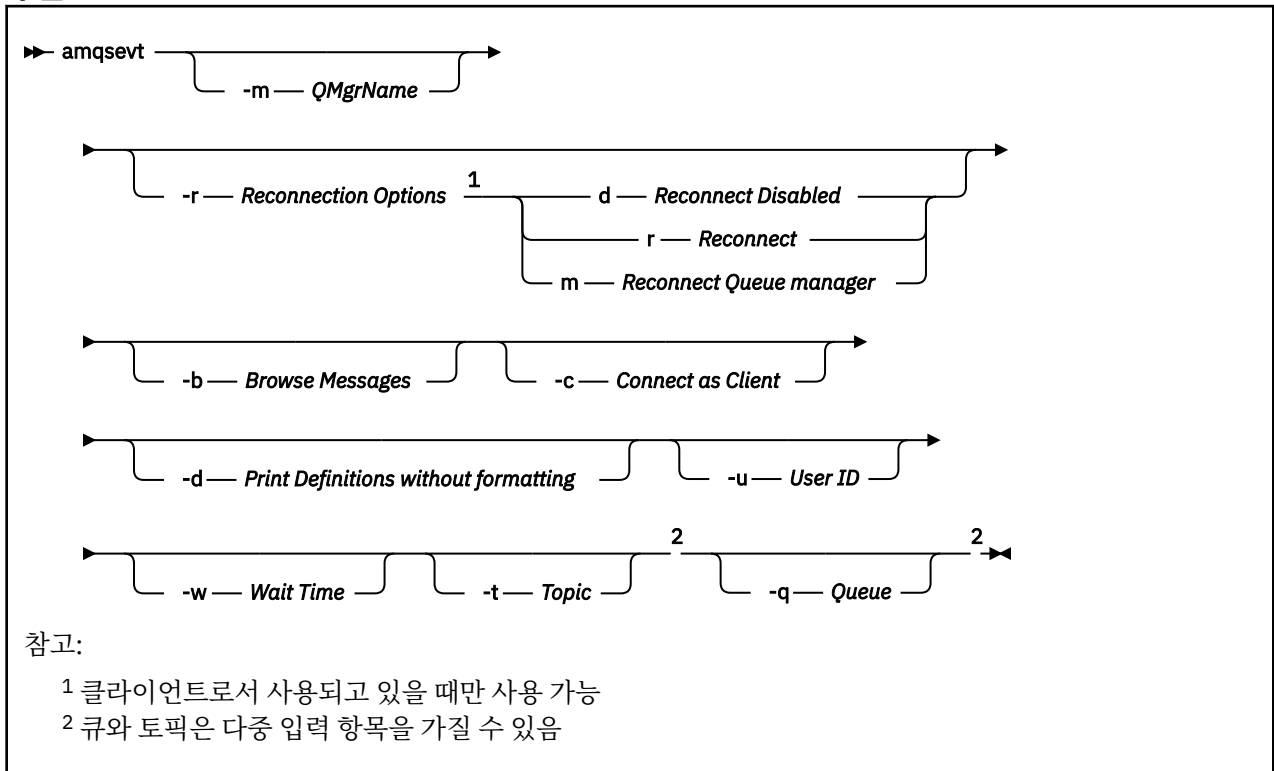 amqsevt
-m QMgrName
-r Reconnection Options 1 d Reconnect Disabled
r Reconnect
m Reconnect Queue manager
-b Browse Messages -c Connect as Client
-d Print Definitions without formatting -u User ID
-w Wait Time -t Topic 2 -q Queue 2
참고:
1 클라이언트로서 사용되고 있을 때만 사용 가능
2 큐와 토픽은 다중 입력 항목을 가질 수 있음